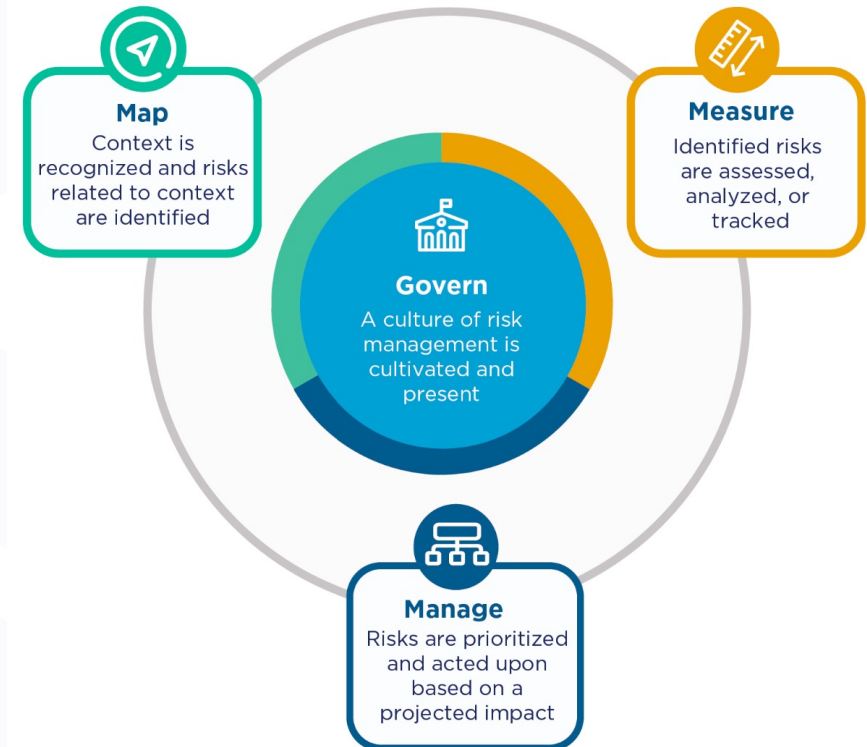 Map
Context is
recognized and risks
related to context
are identified
Measure
Identified risks
are assessed,
analyzed, or
tracked
Govern
A culture of risk
management is
cultivated and
present
Manage
Risks are prioritized
and acted upon
based on a
projected impact